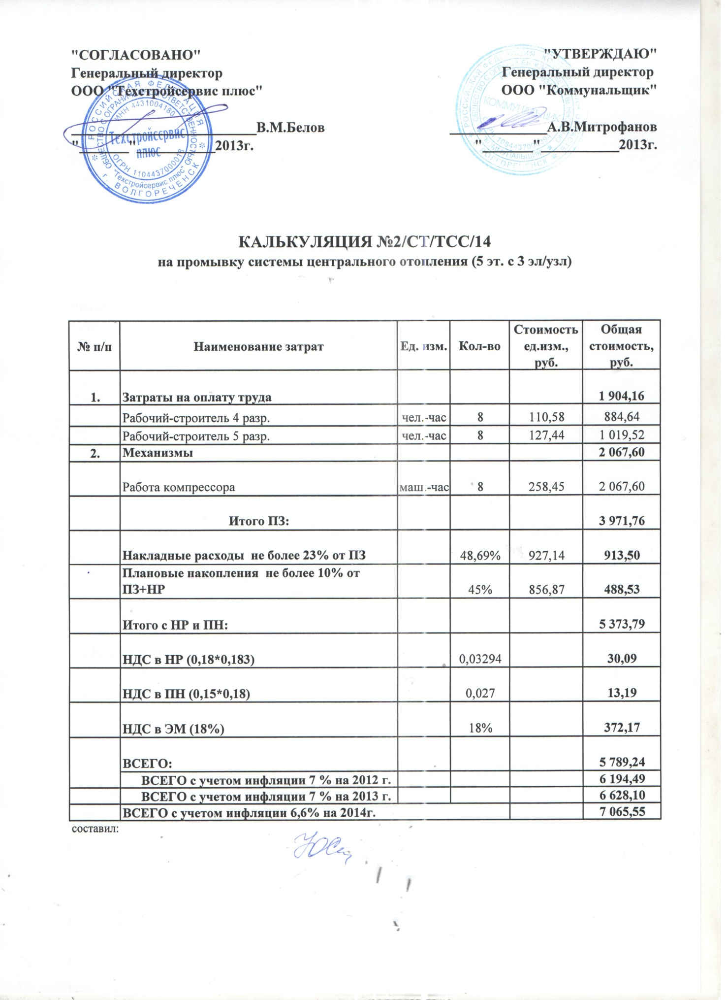 "СОГЛАСОВАНО"
Генеральный директор
ООО "Техстройсервис плюс"
В.М.Белов
"        "                2013г.
"УТВЕРЖДАЮ"
Генеральный директор
ООО "Коммунальщик"
А.В.Митрофанов
"        "                2013г.
РОССИЙСКАЯ ФЕДЕРАЦИЯ
ОБЩЕСТВО С ОГРАНИЧЕННОЙ ОТВЕТСТВЕННОСТЬЮ
ИНН 4431004180
Техстройсервис
плюс
ОГРН 1104437000018
"Техстройсервис плюс"
г. ВОЛГОРЕЧЕНСК
КОММУНАЛЬЩИК
КАЛЬКУЛЯЦИЯ №2/СТ/ТСС/14
на промывку системы центрального отопления (5 эт. с 3 эл/узл)
№ п/п Наименование затрат Ед. изм. Кол-во Стоимость ед.изм., руб. Общая стоимость, руб.
1. Затраты на оплату труда 1 904,16
Рабочий-строитель 4 разр. чел.-час 8 110,58 884,64
Рабочий-строитель 5 разр. чел.-час 8 127,44 1 019,52
2. Механизмы 2 067,60
Работа компрессора маш.-час 8 258,45 2 067,60
Итого ПЗ: 3 971,76
Накладные расходы не более 23% от ПЗ 48,69% 927,14 913,50
Плановые накопления не более 10% от
ПЗ+НР 45% 856,87 488,53
Итого с НР и ПН: 5 373,79
НДС в НР (0,18*0,183) 0,03294 30,09
НДС в ПН (0,15*0,18) 0,027 13,19
НДС в ЭМ (18%) 18% 372,17
ВСЕГО: 5 789,24
ВСЕГО с учетом инфляции 7 % на 2012 г. 6 194,49
ВСЕГО с учетом инфляции 7 % на 2013 г. 6 628,10
ВСЕГО с учетом инфляции 6,6% на 2014г. 7 065,55
составил: